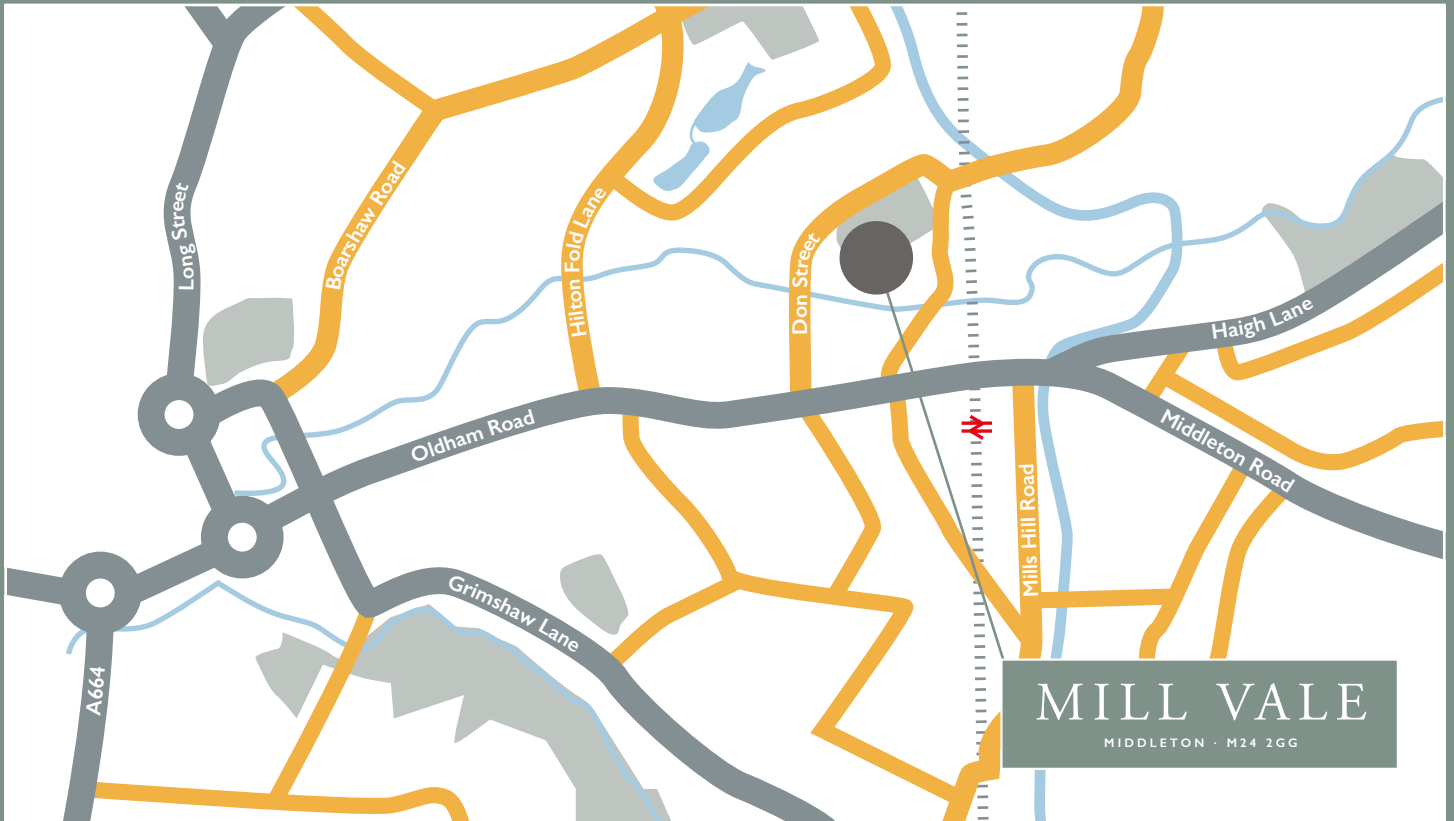 Long Street
Boarshaw Road
Hilton Fold Lane
Don Street
Haigh Lane
Oldham Road
Middleton Road
Mills Hill Road
Grimshaw Lane
A664
MILL VALE
MIDDLETON · M24 2GG